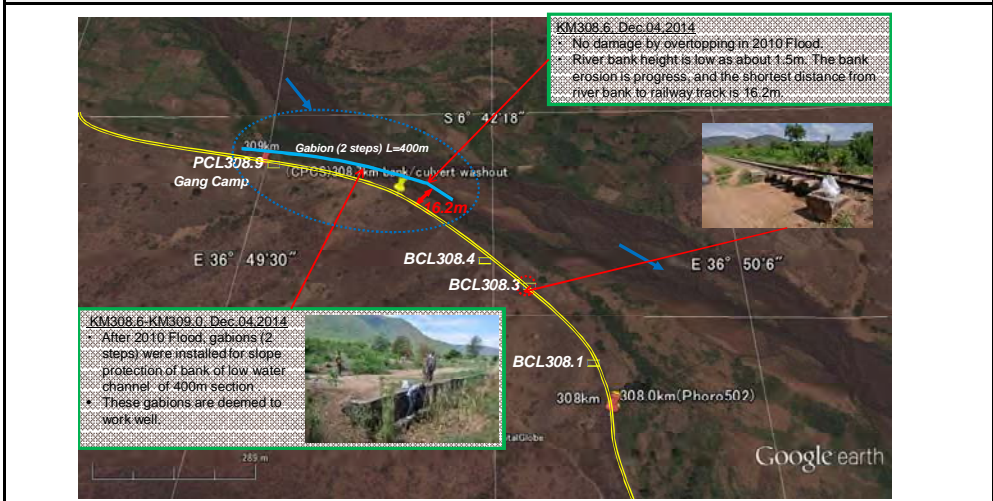 KM308.6, Dec.04,2014
• No damage by overtopping in 2010 Flood.
• River bank height is low as about 1.5m. The bank
erosion is progress, and the shortest distance from
river bank to railway track is 16.2m.
S 6° 42'18"
309km
Gabion (2 steps) L=400m
PCL308.9
Gang Camp
bank/culvert washout
16.2m
E 36° 49'30"
BCL308.4
E 36° 50'6"
BCL308.3
KM308.6-KM309.0, Dec.04,2014
• After 2010 Flood, gabions (2
steps) were installed for slope
protection of bank of low water
channel of 400m section
• These gabions are deemed to
work well.
BCL308.1
308km
308.0km(Phoro502)
talGlobe
289 m
Google earth